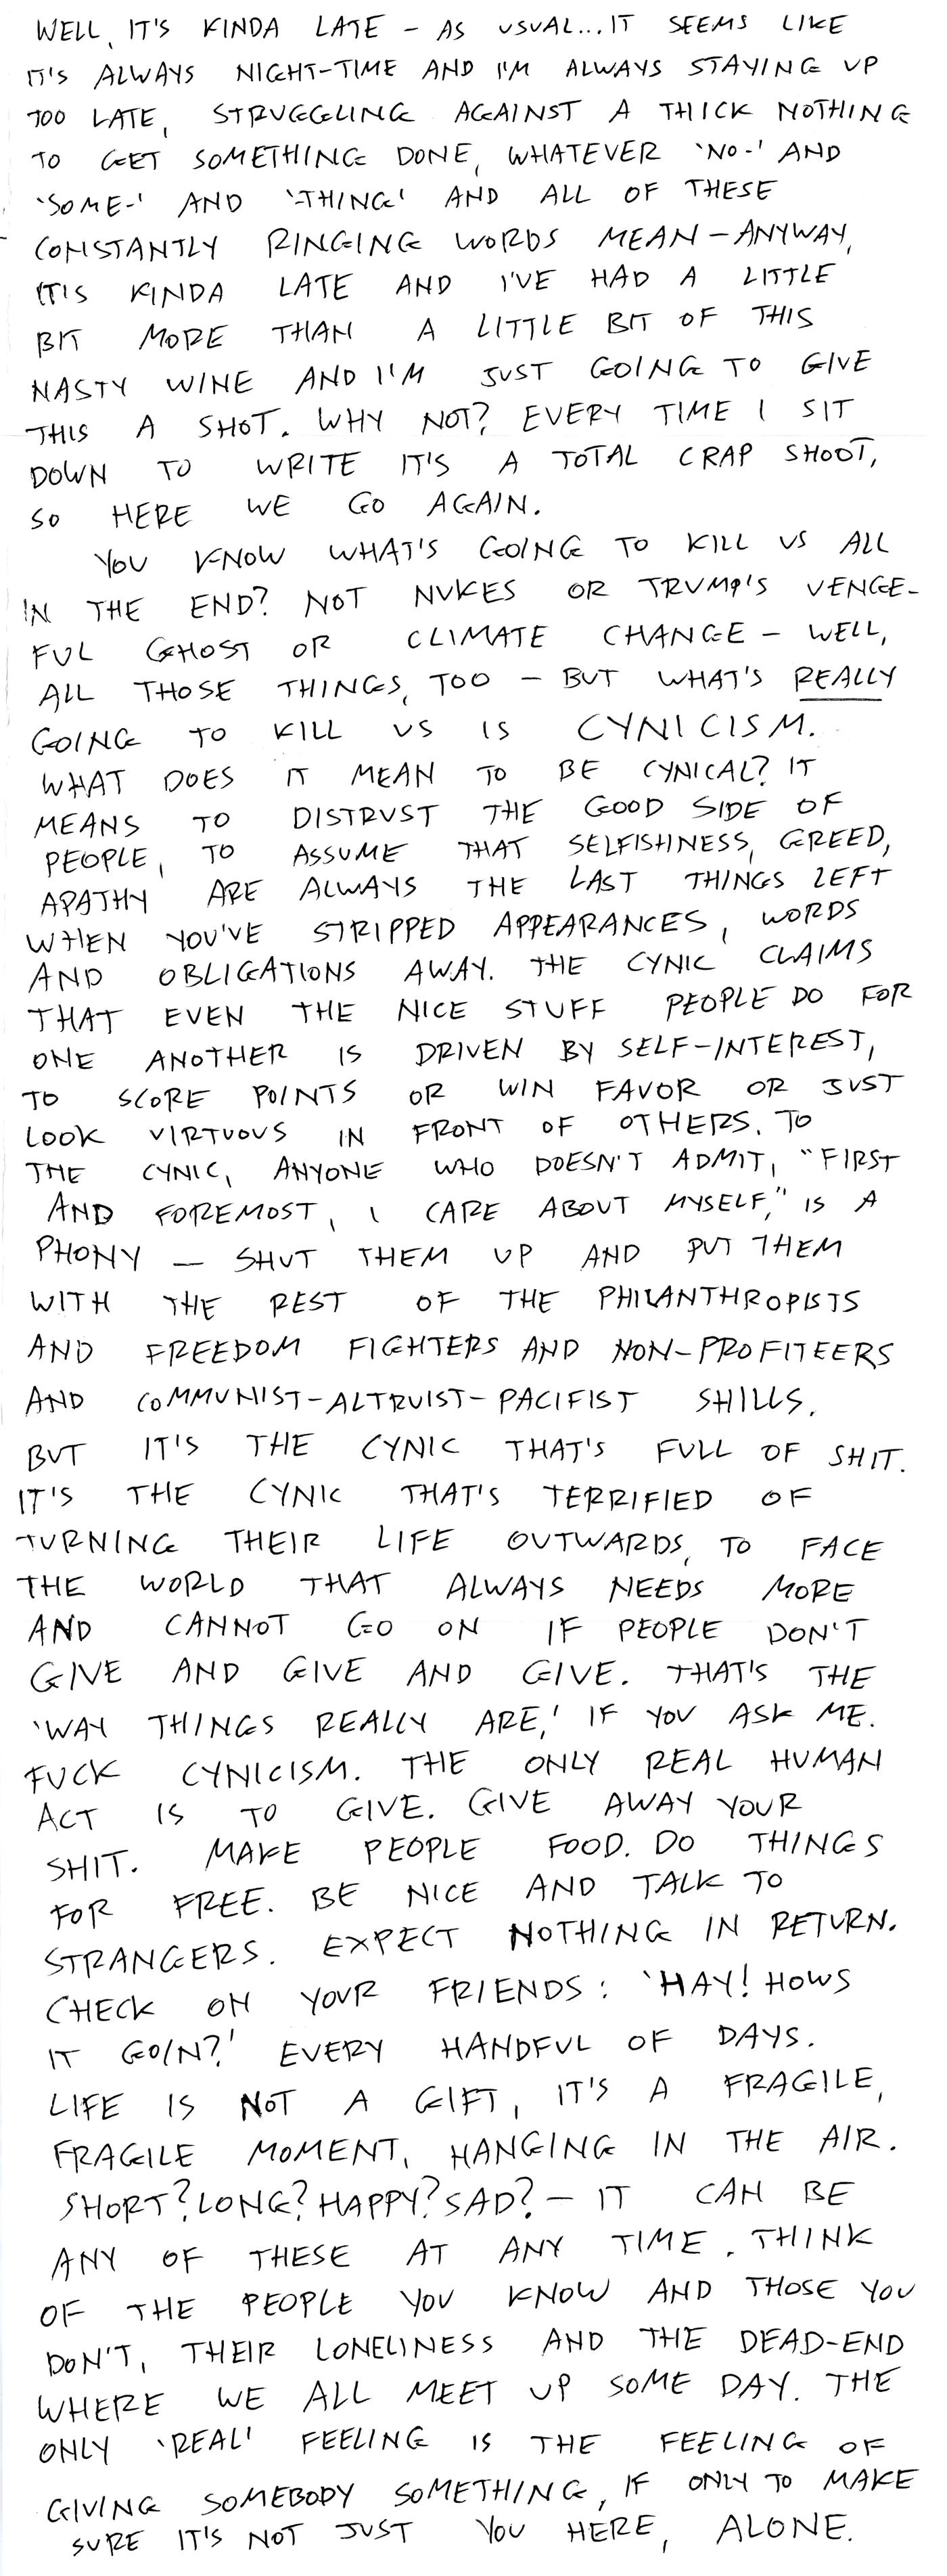 WELL, IT'S KINDA LATE – AS USUAL...IT SEEMS LIKE
IT'S ALWAYS NIGHT-TIME AND I'M ALWAYS STAYING UP
TOO LATE, STRUGGLING AGAINST A THICK NOTHING
TO GET SOMETHING DONE, WHATEVER 'NO-' AND
'SOME-' AND '-THING' AND ALL OF THESE
CONSTANTLY RINGING WORDS MEAN – ANYWAY,
IT'S KINDA LATE AND I'VE HAD A LITTLE
BIT MORE THAN A LITTLE BIT OF THIS
NASTY WINE AND I'M JUST GOING TO GIVE
THIS A SHOT. WHY NOT? EVERY TIME I SIT
DOWN TO WRITE IT'S A TOTAL CRAP SHOOT,
SO HERE WE GO AGAIN.
YOU KNOW WHAT'S GOING TO KILL US ALL
IN THE END? NOT NUKES OR TRUMP'S VENGE-
FUL GHOST OR CLIMATE CHANGE – WELL,
ALL THOSE THINGS, TOO – BUT WHAT'S REALLY
GOING TO KILL US IS CYNICISM.
WHAT DOES IT MEAN TO BE CYNICAL? IT
MEANS TO DISTRUST THE GOOD SIDE OF
PEOPLE, TO ASSUME THAT SELFISHNESS, GREED,
APATHY ARE ALWAYS THE LAST THINGS LEFT
WHEN YOU'VE STRIPPED APPEARANCES, WORDS
AND OBLIGATIONS AWAY. THE CYNIC CLAIMS
THAT EVEN THE NICE STUFF PEOPLE DO FOR
ONE ANOTHER IS DRIVEN BY SELF-INTEREST,
TO SCORE POINTS OR WIN FAVOR OR JUST
LOOK VIRTUOUS IN FRONT OF OTHERS. TO
THE CYNIC, ANYONE WHO DOESN'T ADMIT, "FIRST
AND FOREMOST, I CARE ABOUT MYSELF," IS A
PHONY – SHUT THEM UP AND PUT THEM
WITH THE REST OF THE PHILANTHROPISTS
AND FREEDOM FIGHTERS AND NON-PROFITEERS
AND COMMUNIST-ALTRUIST-PACIFIST SHILLS.
BUT IT'S THE CYNIC THAT'S FULL OF SHIT.
IT'S THE CYNIC THAT'S TERRIFIED OF
TURNING THEIR LIFE OUTWARDS, TO FACE
THE WORLD THAT ALWAYS NEEDS MORE
AND CANNOT GO ON IF PEOPLE DON'T
GIVE AND GIVE AND GIVE. THAT'S THE
'WAY THINGS REALLY ARE,' IF YOU ASK ME.
FUCK CYNICISM. THE ONLY REAL HUMAN
ACT IS TO GIVE. GIVE AWAY YOUR
SHIT. MAKE PEOPLE FOOD. DO THINGS
FOR FREE. BE NICE AND TALK TO
STRANGERS. EXPECT NOTHING IN RETURN.
CHECK ON YOUR FRIENDS: 'HAY! HOWS
IT GOIN?' EVERY HANDFUL OF DAYS.
LIFE IS NOT A GIFT, IT'S A FRAGILE,
FRAGILE MOMENT, HANGING IN THE AIR.
SHORT? LONG? HAPPY? SAD? – IT CAN BE
ANY OF THESE AT ANY TIME. THINK
OF THE PEOPLE YOU KNOW AND THOSE YOU
DON'T, THEIR LONELINESS AND THE DEAD-END
WHERE WE ALL MEET UP SOME DAY. THE
ONLY 'REAL' FEELING IS THE FEELING OF
GIVING SOMEBODY SOMETHING, IF ONLY TO MAKE
SURE IT'S NOT JUST YOU HERE, ALONE.